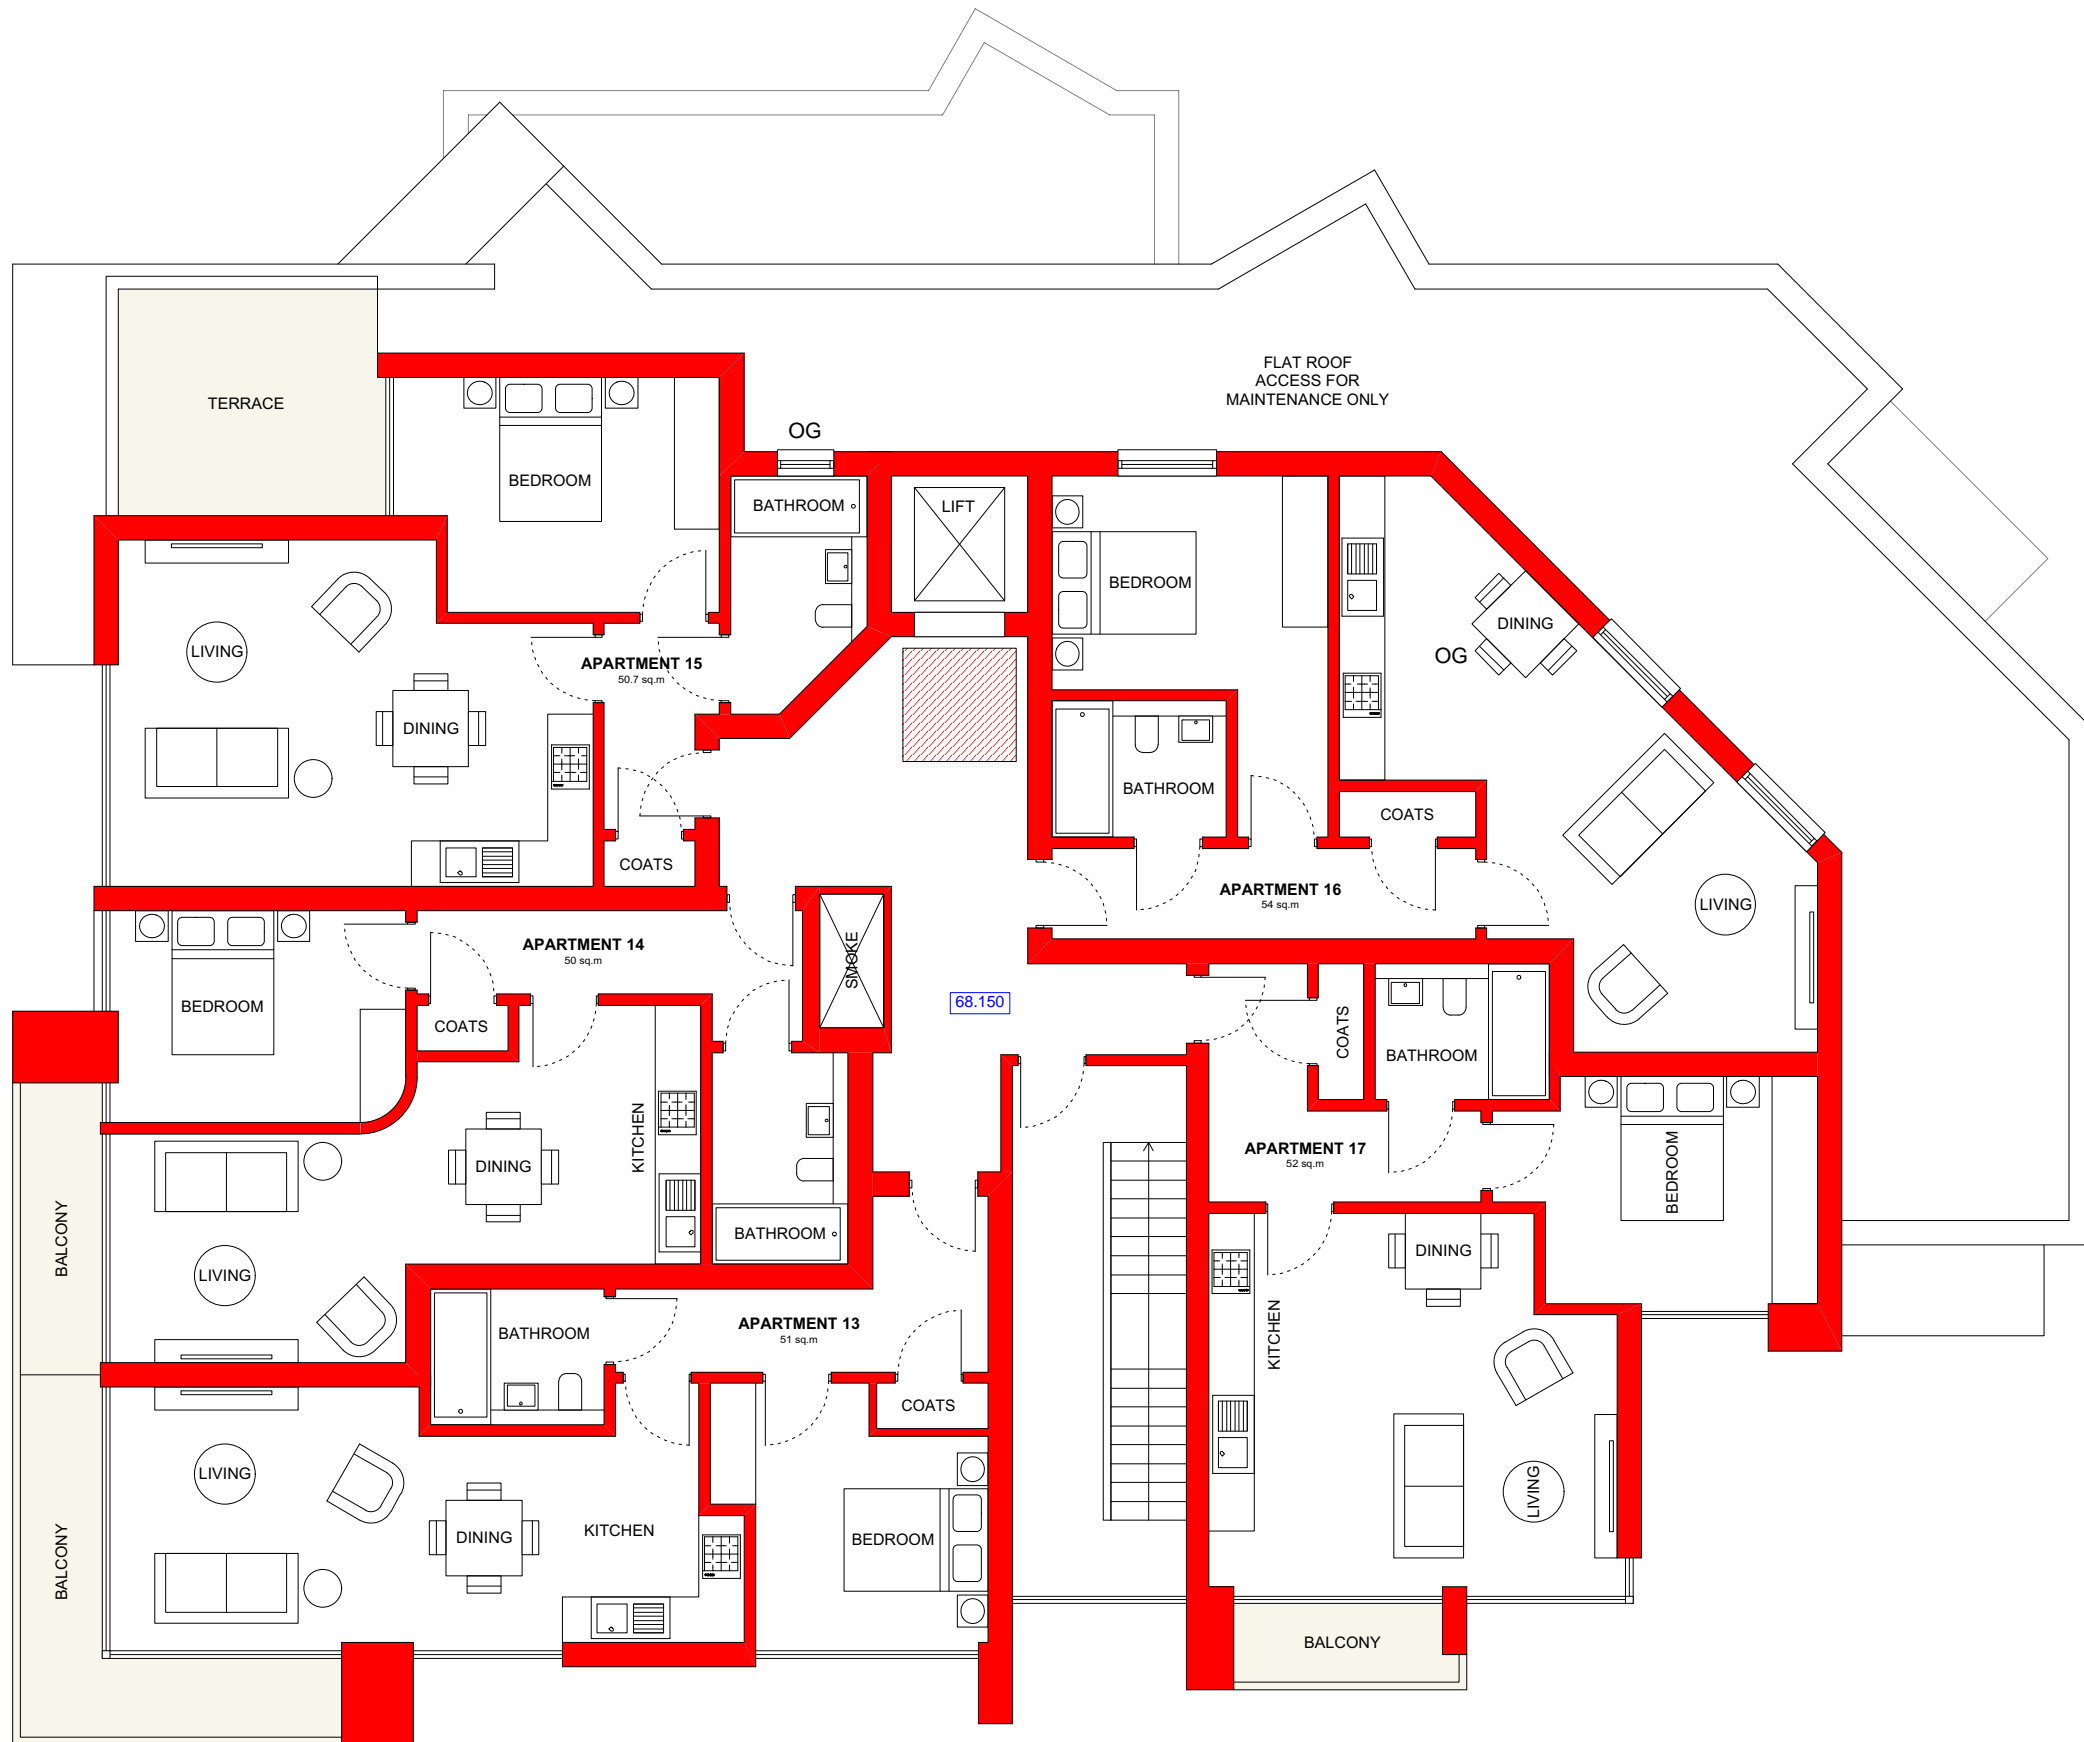 FLAT ROOF
ACCESS FOR
MAINTENANCE ONLY
TERRACE
OG
BEDROOM
BATHROOM
LIFT
BEDROOM
DINING
OG
LIVING
APARTMENT 15
50.7 sq.m
DINING
BATHROOM
COATS
COATS
APARTMENT 16
54 sq.m
LIVING
APARTMENT 14
50 sq.m
SMOKE
BEDROOM
COATS
68.150
COATS
BATHROOM
KITCHEN
DINING
APARTMENT 17
52 sq.m
BEDROOM
BALCONY
BATHROOM
DINING
LIVING
BATHROOM
APARTMENT 13
51 sq.m
KITCHEN
COATS
LIVING
LIVING
BALCONY
DINING
KITCHEN
BEDROOM
BALCONY